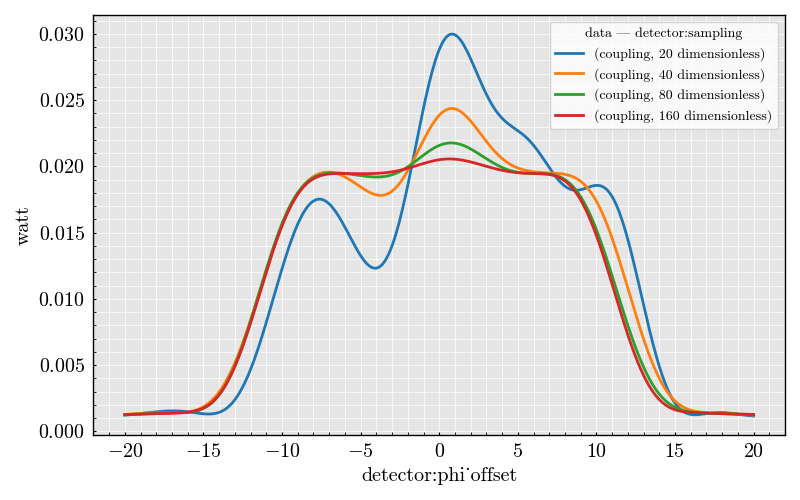 0.030
0.025
0.020
0.015
0.010
0.005
0.000
watt
data — detector:sampling
(coupling, 20 dimensionless)
(coupling, 40 dimensionless)
(coupling, 80 dimensionless)
(coupling, 160 dimensionless)
−20 −15 −10 −5 0 5 10 15 20
detector:phi˙offset